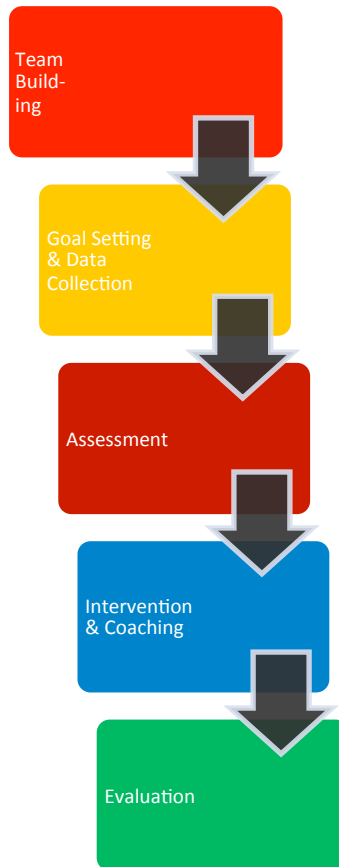 Team
Build-
ing
Goal Setting
& Data
Collection
Assessment
Intervention
& Coaching
Evaluation